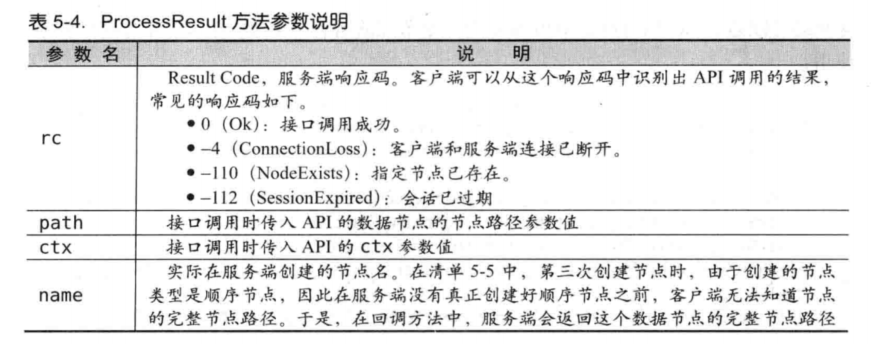 表 5-4. ProcessResult 方法参数说明
参 数 名 说 明
rc
Result Code，服务端响应码。客户端可以从这个响应码中识别出 API 调用的结果，
常见的响应码如下。
● 0（Ok）：接口调用成功。
● –4（ConnectionLoss）：客户端和服务端连接已断开。
● –110（NodeExists）：指定节点已存在。
● –112（SessionExpired）：会话已过期
path 接口调用时传入 API 的数据节点的节点路径参数值
ctx 接口调用时传入 API 的 ctx 参数值
name
实际在服务端创建的节点名。在清单 5-5 中，第三次创建节点时，由于创建的节点
类型是顺序节点，因此在服务端没有真正创建好顺序节点之前，客户端无法知道节点
的完整节点路径。于是，在回调方法中，服务端会返回这个数据节点的完整节点路径